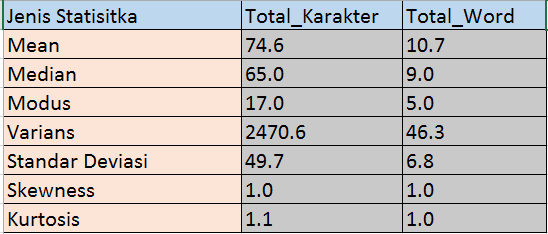 Jenis Statisitka Total_Karakter Total_Word
Mean 74.6 10.7
Median 65.0 9.0
Modus 17.0 5.0
Varians 2470.6 46.3
Standar Deviasi 49.7 6.8
Skewness 1.0 1.0
Kurtosis 1.1 1.0